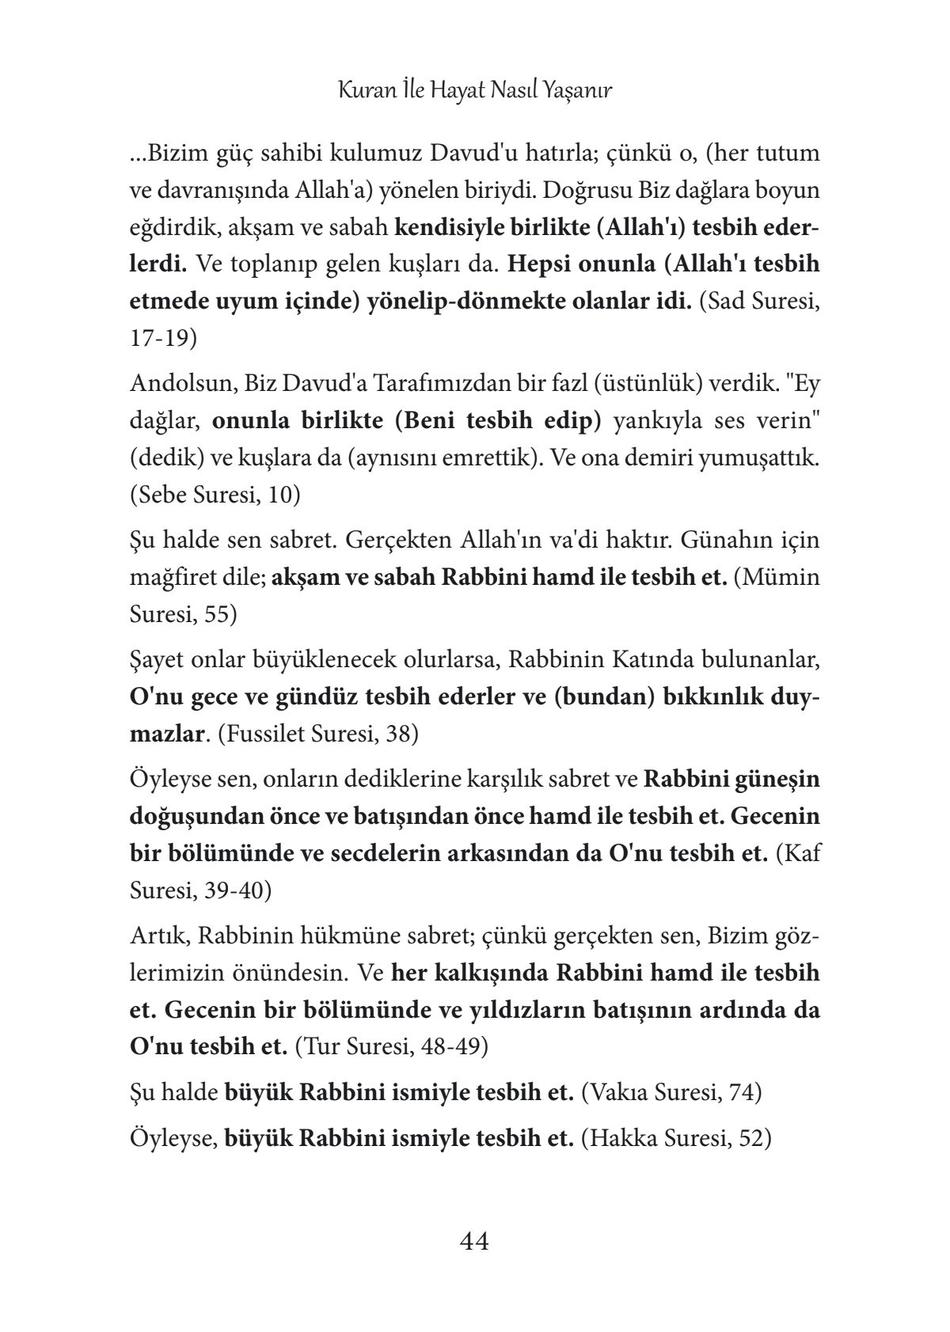 Kuran İle Hayat Nasıl Yaşanır
...Bizim güç sahibi kulumuz Davud'u hatırla; çünkü o, (her tutum
ve davranışında Allah'a) yönelen biriydi. Doğrusu Biz dağlara boyun
eğdirdik, akşam ve sabah kendisiyle birlikte (Allah'ı) tesbih eder-
lerdi. Ve toplanıp gelen kuşları da. Hepsi onunla (Allah'ı tesbih
etmede uyum içinde) yönelip-dönmekte olanlar idi. (Sad Suresi,
17-19)
Andolsun, Biz Davud'a Tarafımızdan bir fazl (üstünlük) verdik. "Ey
dağlar, onunla birlikte (Beni tesbih edip) yankıyla ses verin"
(dedik) ve kuşlara da (aynısını emrettik). Ve ona demiri yumuşattık.
(Sebe Suresi, 10)
Şu halde sen sabret. Gerçekten Allah'ın va'di haktır. Günahın için
mağfiret dile; akşam ve sabah Rabbini hamd ile tesbih et. (Mümin
Suresi, 55)
Şayet onlar büyüklenecek olurlarsa, Rabbinin Katında bulunanlar,
O'nu gece ve gündüz tesbih ederler ve (bundan) bıkkınlık duy-
mazlar. (Fussilet Suresi, 38)
Öyleyse sen, onların dediklerine karşılık sabret ve Rabbini güneşin
doğuşundan önce ve batışından önce hamd ile tesbih et. Gecenin
bir bölümünde ve secdelerin arkasından da O'nu tesbih et. (Kaf
Suresi, 39-40)
Artık, Rabbinin hükmüne sabret; çünkü gerçekten sen, Bizim göz-
lerimizin önündesin. Ve her kalkışında Rabbini hamd ile tesbih
et. Gecenin bir bölümünde ve yıldızların batışının ardında da
O'nu tesbih et. (Tur Suresi, 48-49)
Şu halde büyük Rabbini ismiyle tesbih et. (Vakıa Suresi, 74)
Öyleyse, büyük Rabbini ismiyle tesbih et. (Hakka Suresi, 52)
44